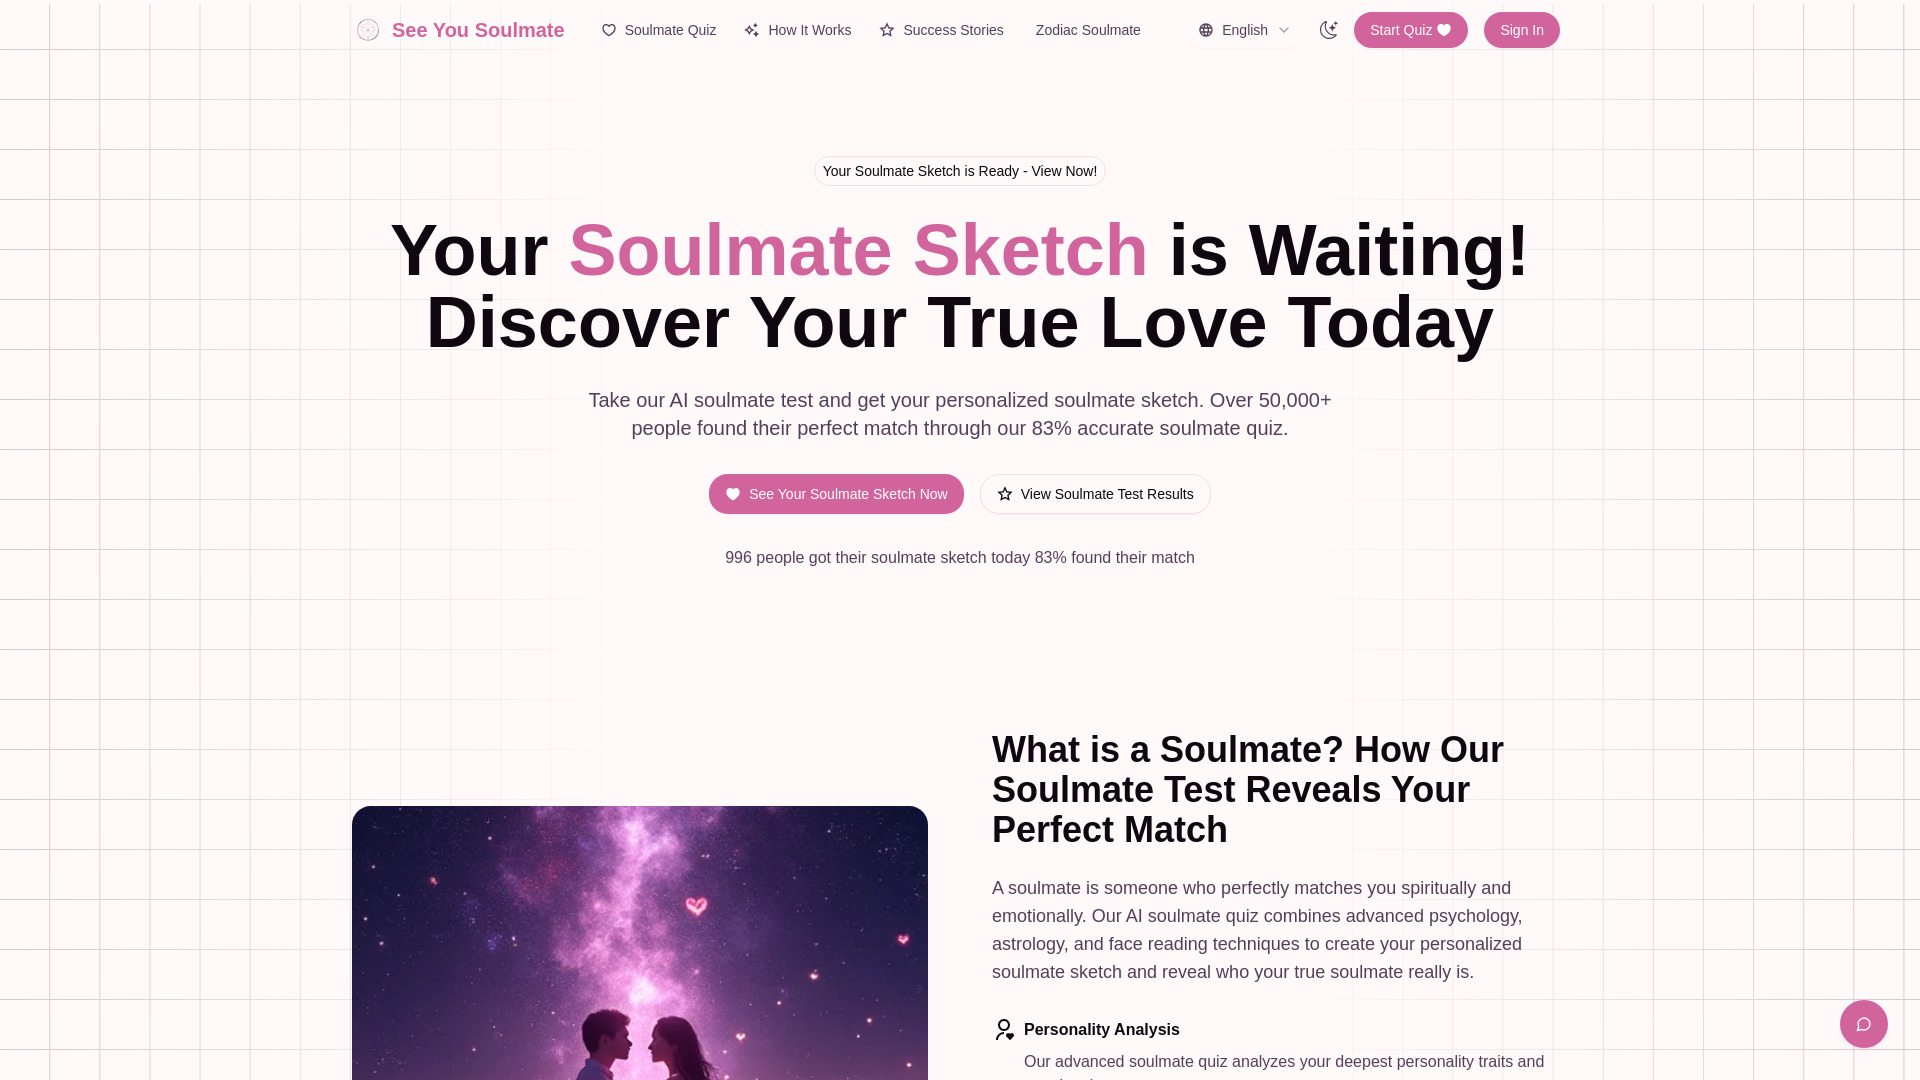 See You Soulmate
Soulmate Quiz
How It Works
Success Stories
Zodiac Soulmate
English
Start Quiz
Sign In
Your Soulmate Sketch is Ready - View Now!
Your Soulmate Sketch is Waiting!
Discover Your True Love Today
Take our AI soulmate test and get your personalized soulmate sketch. Over 50,000+
people found their perfect match through our 83% accurate soulmate quiz.
See Your Soulmate Sketch Now
View Soulmate Test Results
996 people got their soulmate sketch today 83% found their match
What is a Soulmate? How Our
Soulmate Test Reveals Your
Perfect Match
A soulmate is someone who perfectly matches you spiritually and
emotionally. Our AI soulmate quiz combines advanced psychology,
astrology, and face reading techniques to create your personalized
soulmate sketch and reveal who your true soulmate really is.
Personality Analysis
Our advanced soulmate quiz analyzes your deepest personality traits and